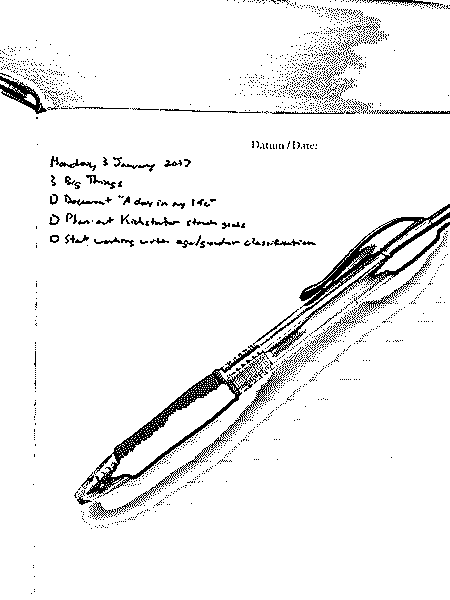 Datum / Date:
Monday, 3 January 2017
3 Big Things
Document "A day in my life"
Plan out Kickstarter stretch goals
Start working with age/gender classification